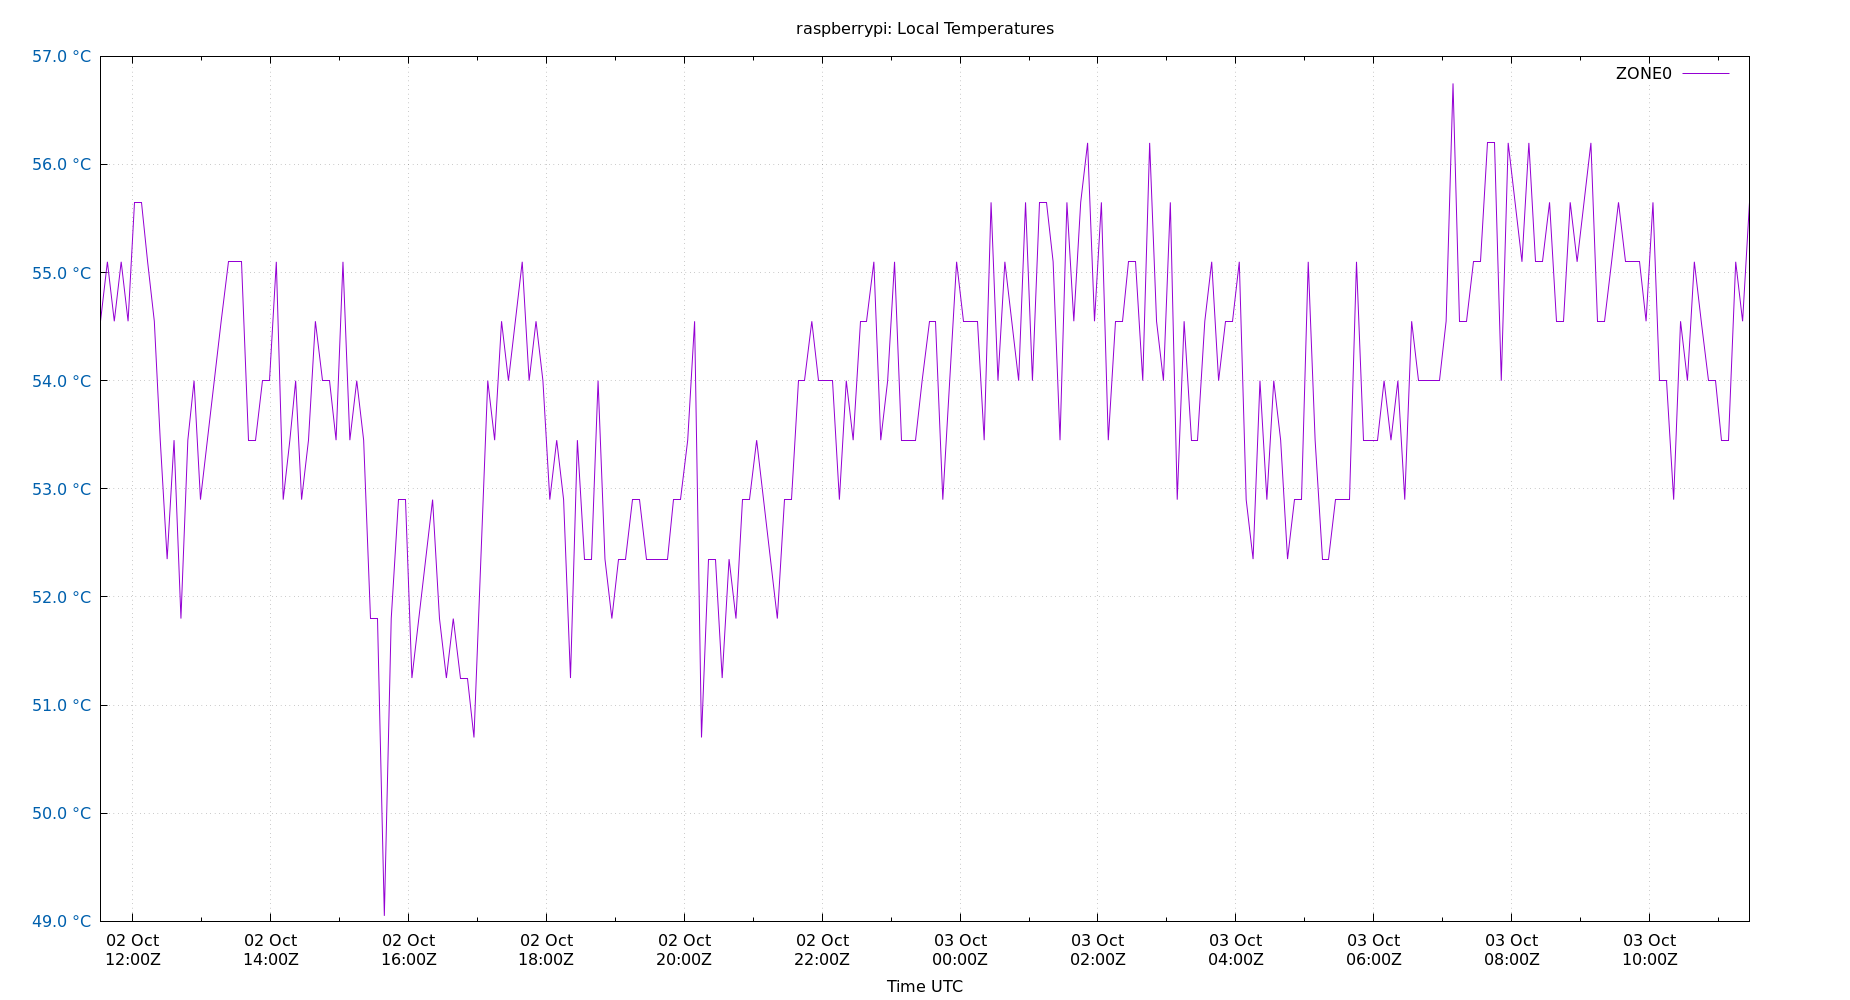 raspberrypi: Local Temperatures
ZONE0
57.0 °C
56.0 °C
55.0 °C
54.0 °C
53.0 °C
52.0 °C
51.0 °C
50.0 °C
49.0 °C
02 Oct 02 Oct 02 Oct 02 Oct 02 Oct 02 Oct 03 Oct 03 Oct 03 Oct 03 Oct 03 Oct 03 Oct
12:00Z 14:00Z 16:00Z 18:00Z 20:00Z 22:00Z 00:00Z 02:00Z 04:00Z 06:00Z 08:00Z 10:00Z
Time UTC